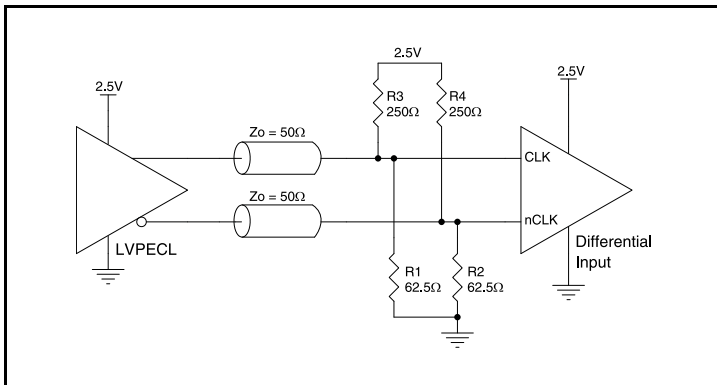 2.5V
2.5V
2.5V
R3
250Ω
R4
250Ω
Zo = 50Ω
CLK
Zo = 50Ω
nCLK
LVPECL
Differential
Input
R1
62.5Ω
R2
62.5Ω